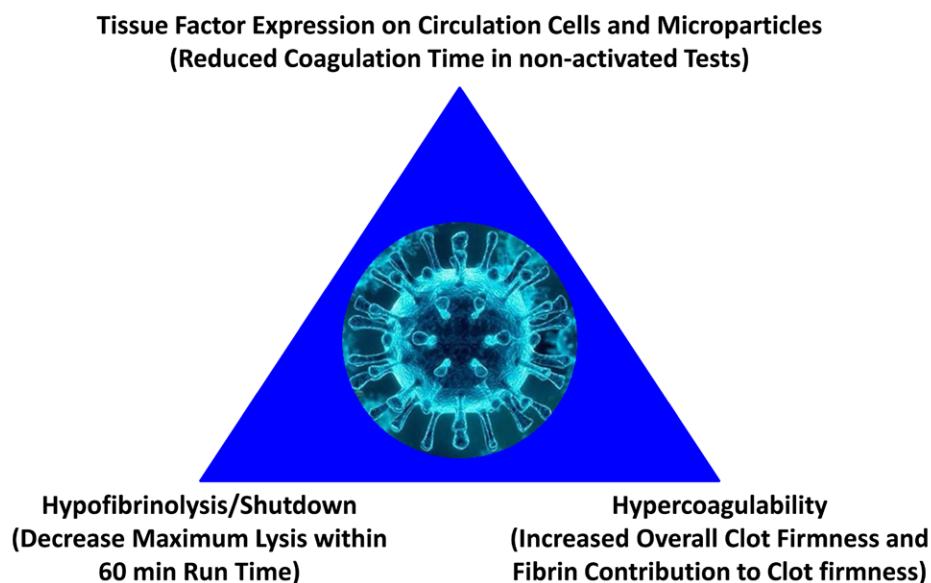 Tissue Factor Expression on Circulation Cells and Microparticles
(Reduced Coagulation Time in non-activated Tests)
Hypofibrinolysis/Shutdown
(Decrease Maximum Lysis within
60 min Run Time)
Hypercoagulability
(Increased Overall Clot Firmness and
Fibrin Contribution to Clot firmness)